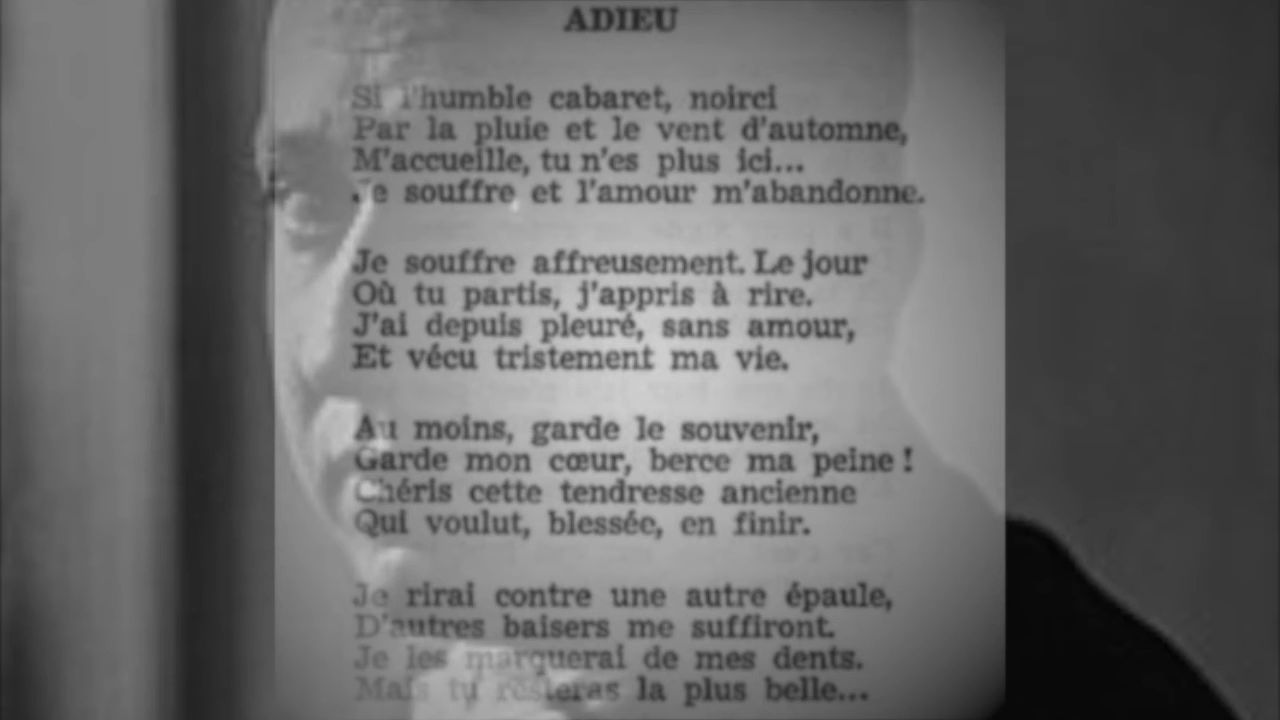 ADIEU
Si l'humble cabaret, noirci
Par la pluie et le vent d'automne,
M'accueille, tu n'es plus ici...
Je souffre et l'amour m'abandonne.
Je souffre affreusement. Le jour
Où tu partis, j'appris à rire.
J'ai depuis pleuré, sans amour,
Et vécu tristement ma vie.
Au moins, garde le souvenir,
Garde mon cœur, berce ma peine !
Chéris cette tendresse ancienne
Qui voulut, blessée, en finir.
Je rirai contre une autre épaule,
D'autres baisers me suffiront.
Je les marquerai de mes dents.
Mais tu resteras la plus belle...